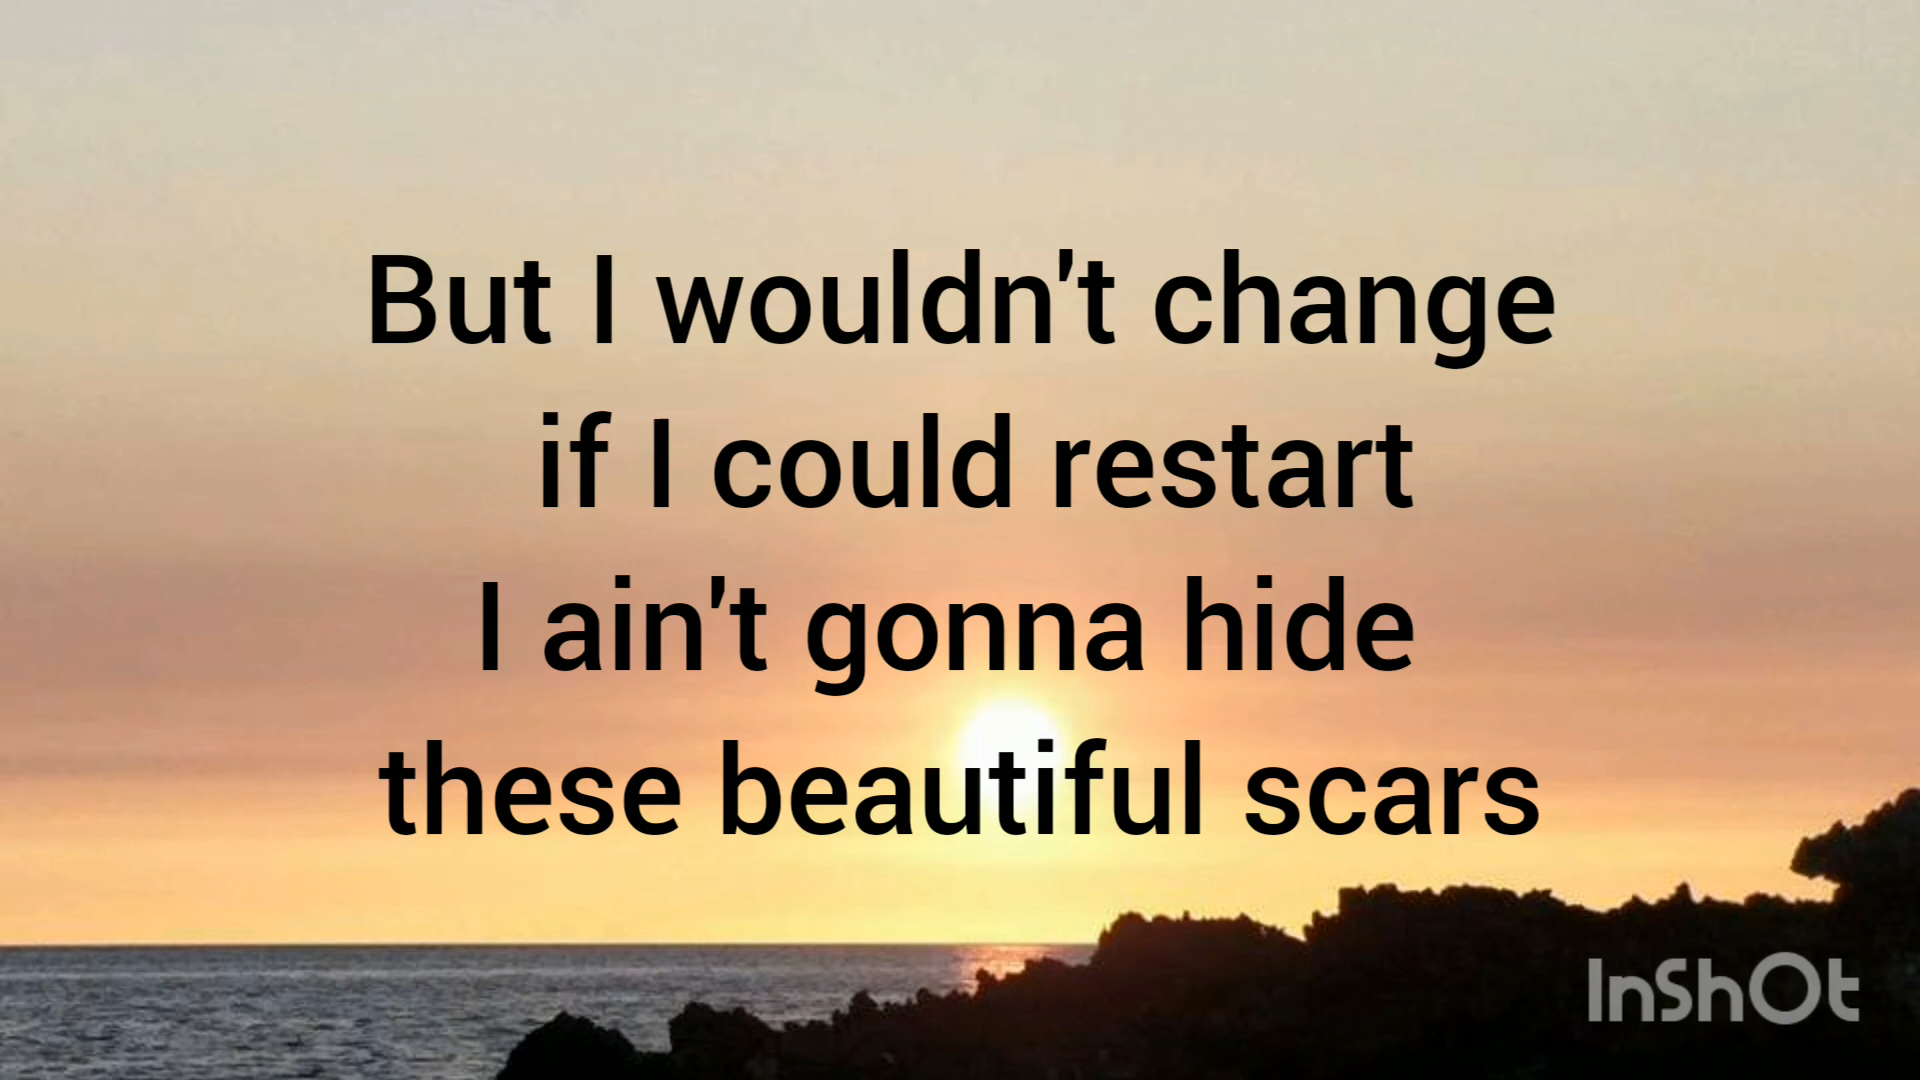 But I wouldn't change
if I could restart
I ain't gonna hide
these beautiful scars
InShOt